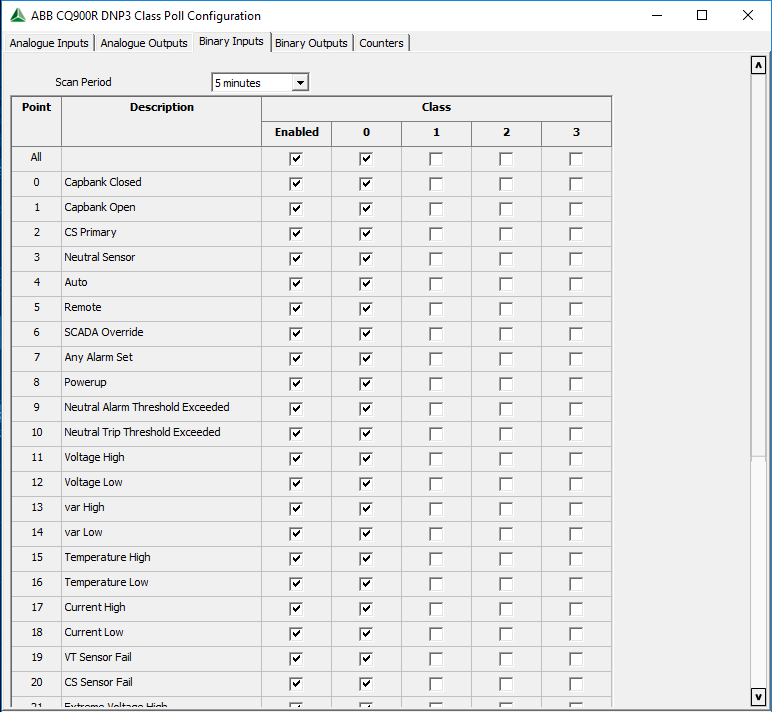 ABB CQ900R DNP3 Class Poll Configuration
Analogue Inputs Analogue Outputs Binary Inputs Binary Outputs Counters
Scan Period 5 minutes
Point Description Class
Enabled 0 1 2 3
All
0 Capbank Closed
1 Capbank Open
2 CS Primary
3 Neutral Sensor
4 Auto
5 Remote
6 SCADA Override
7 Any Alarm Set
8 Powerup
9 Neutral Alarm Threshold Exceeded
10 Neutral Trip Threshold Exceeded
11 Voltage High
12 Voltage Low
13 var High
14 var Low
15 Temperature High
16 Temperature Low
17 Current High
18 Current Low
19 VT Sensor Fail
20 CS Sensor Fail
21 Extreme Voltage High